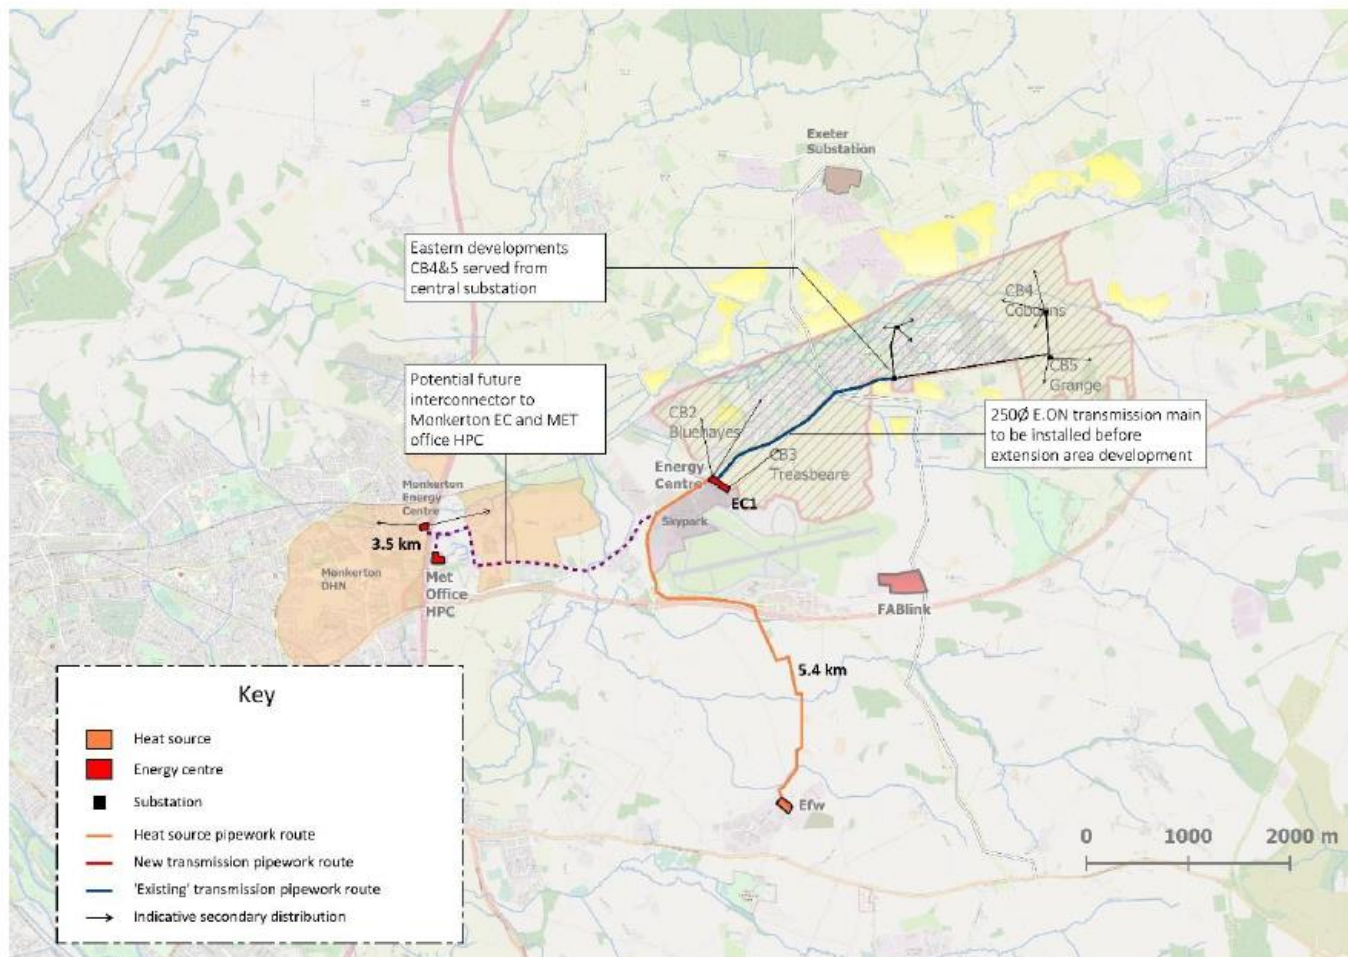 Exeter
Substation
Eastern developments
CB4&5 served from
central substation
CB4
Cobdens
CB5
Grange
Potential future
interconnector to
Monkerton EC and MET
office HPC
CB2
Bluehayes
250Ø E.ON transmission main
to be installed before
extension area development
CB3
Treasbeare
Energy
Centre
EC1
Monkerton
Energy
Centre
Skypark
3.5 km
Monkerton
DHN
Met
Office
HPC
FABlink
5.4 km
Efw
Key
Heat source
Energy centre
Substation
Heat source pipework route
New transmission pipework route
'Existing' transmission pipework route
Indicative secondary distribution
0 1000 2000 m